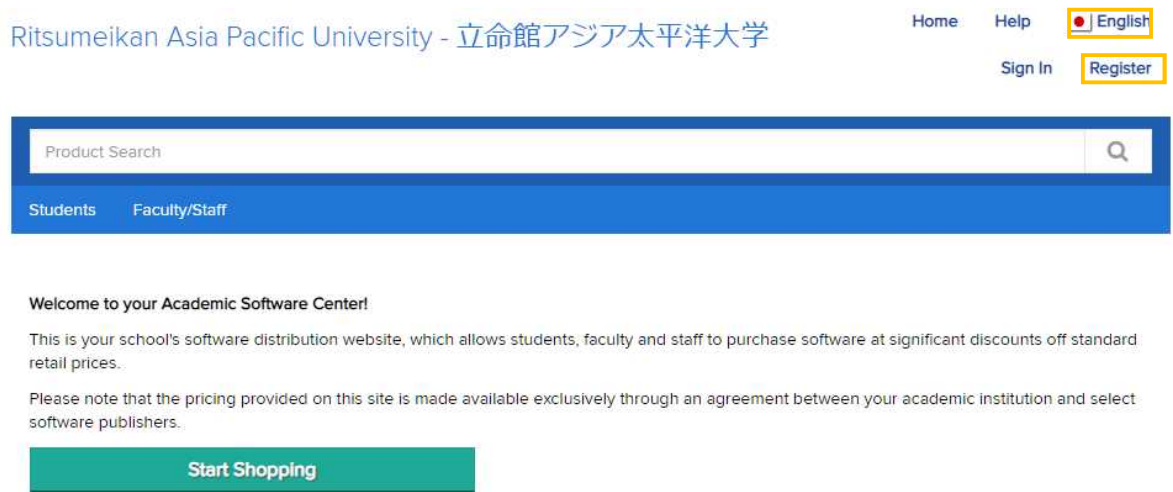 Ritsumeikan Asia Pacific University - 立命館アジア太平洋大学
Home Help English
Sign In Register
Product Search
Students Faculty/Staff
Welcome to your Academic Software Center!
This is your school's software distribution website, which allows students, faculty and staff to purchase software at significant discounts off standard
retail prices.
Please note that the pricing provided on this site is made available exclusively through an agreement between your academic institution and select
software publishers.
Start Shopping